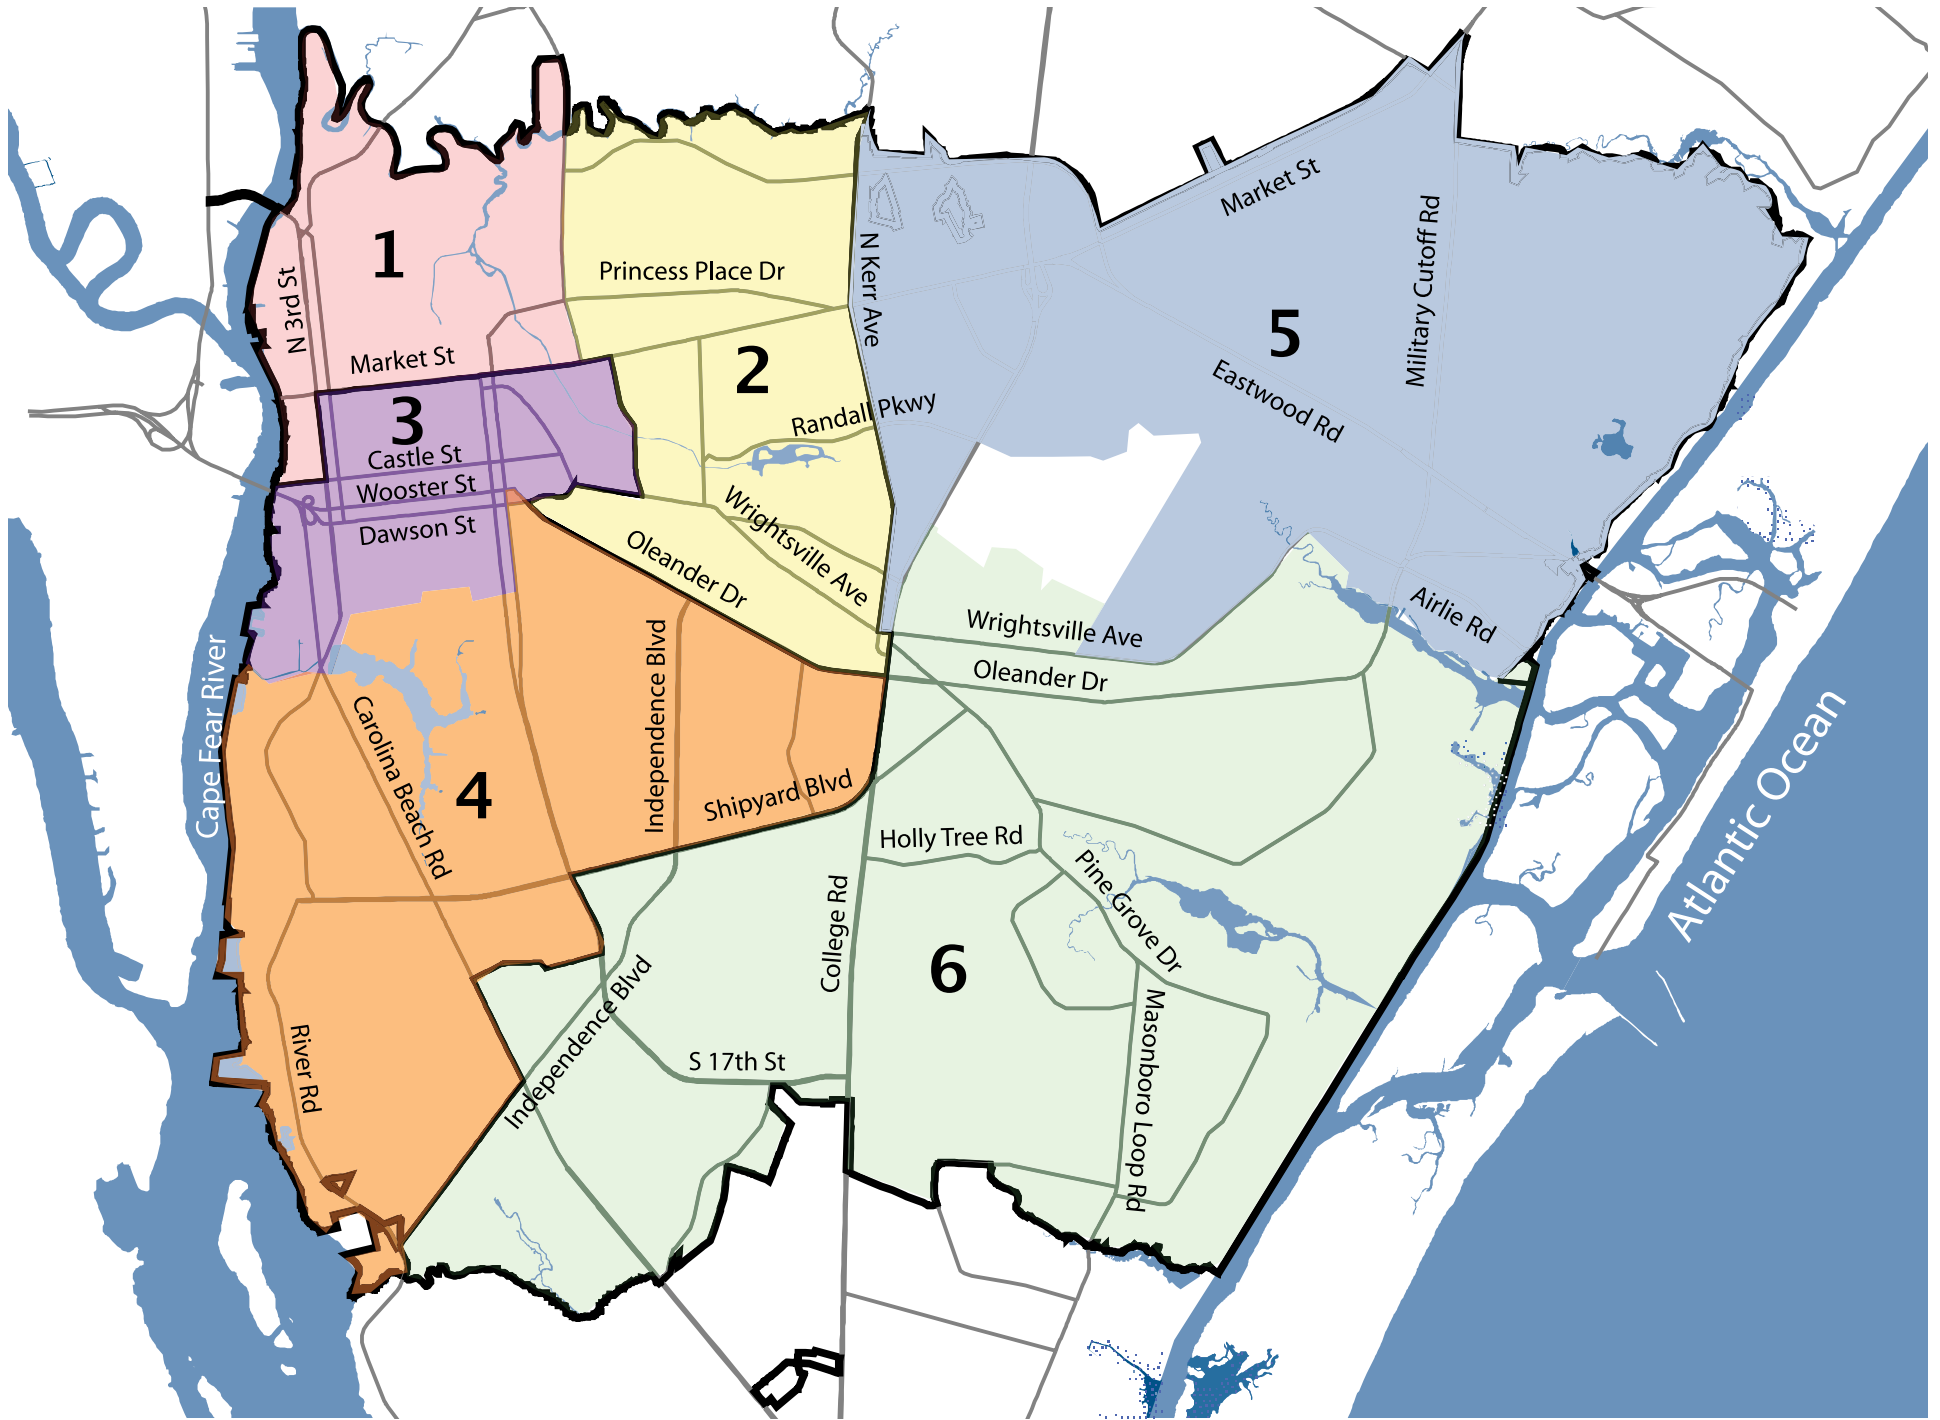 Market St
Military Cutoff Rd
1
N Kerr Ave
Princess Place Dr
N 3rd St
5
Market St
2
Eastwood Rd
3
Randall Pkwy
Castle St
Wooster St
Dawson St
Wrightsville Ave
Oleander Dr
Airlie Rd
Wrightsville Ave
Oleander Dr
Independence Blvd
Cape Fear River
Carolina Beach Rd
4
Shipyard Blvd
Atlantic Ocean
Holly Tree Rd
Pine Grove Dr
College Rd
6
Independence Blvd
River Rd
S 17th St
Masonboro Loop Rd